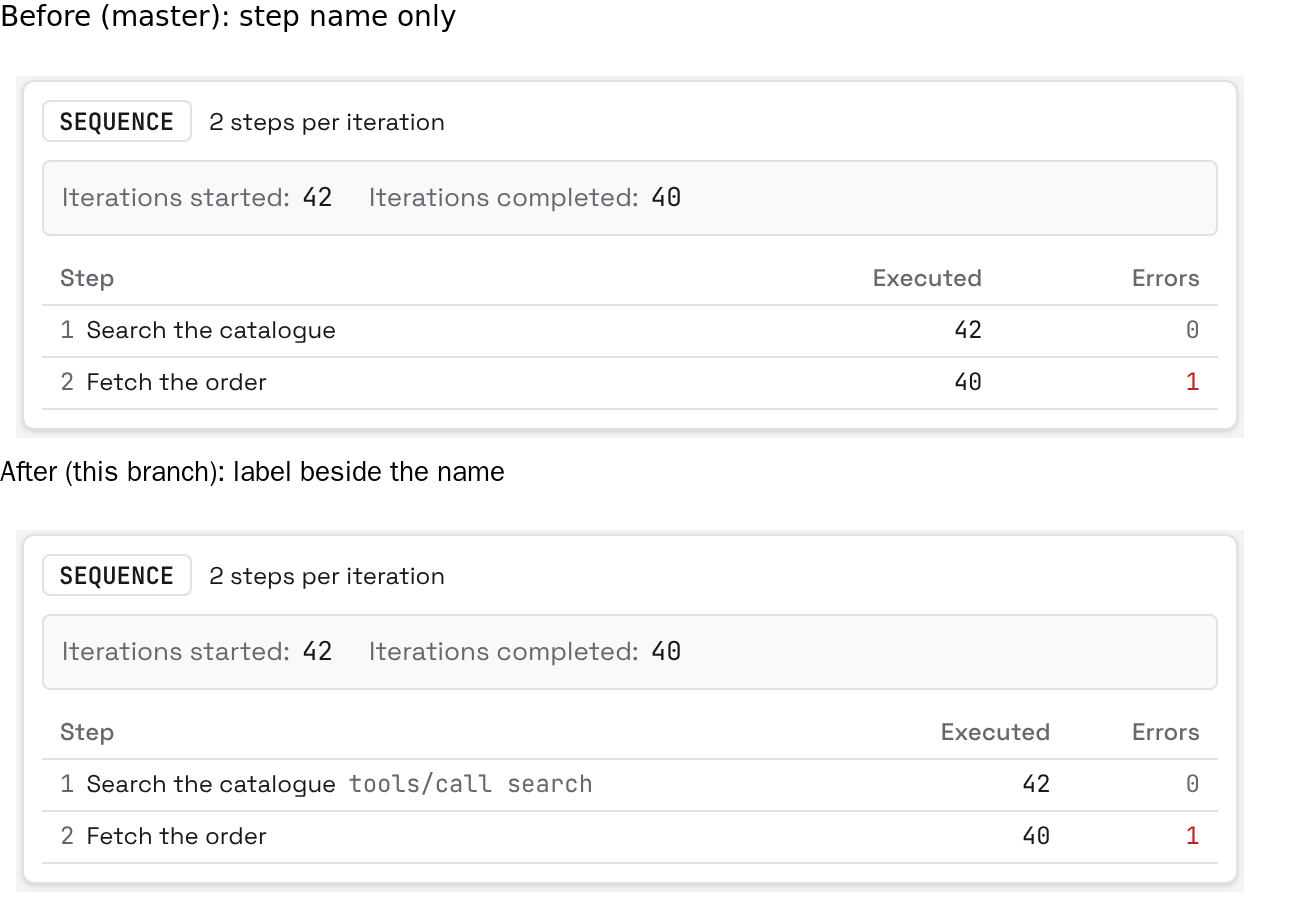 Before (master): step name only
SEQUENCE 2 steps per iteration
Iterations started: 42 Iterations completed: 40
Step Executed Errors
1 Search the catalogue 42 0
2 Fetch the order 40 1
After (this branch): label beside the name
SEQUENCE 2 steps per iteration
Iterations started: 42 Iterations completed: 40
Step Executed Errors
1 Search the catalogue tools/call search 42 0
2 Fetch the order 40 1